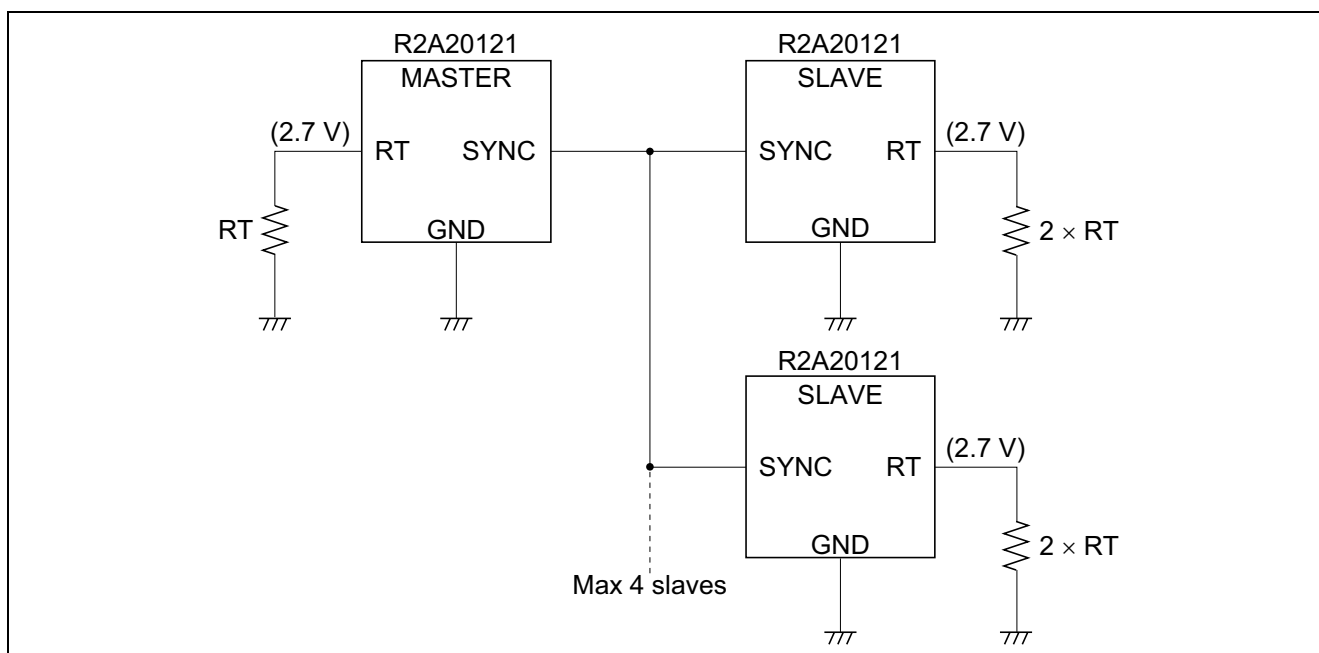 R2A20121
MASTER
(2.7 V)
RT
SYNC
RT
GND
R2A20121
SLAVE
SYNC
RT
(2.7 V)
2 × RT
GND
R2A20121
SLAVE
SYNC
RT
(2.7 V)
2 × RT
GND
Max 4 slaves